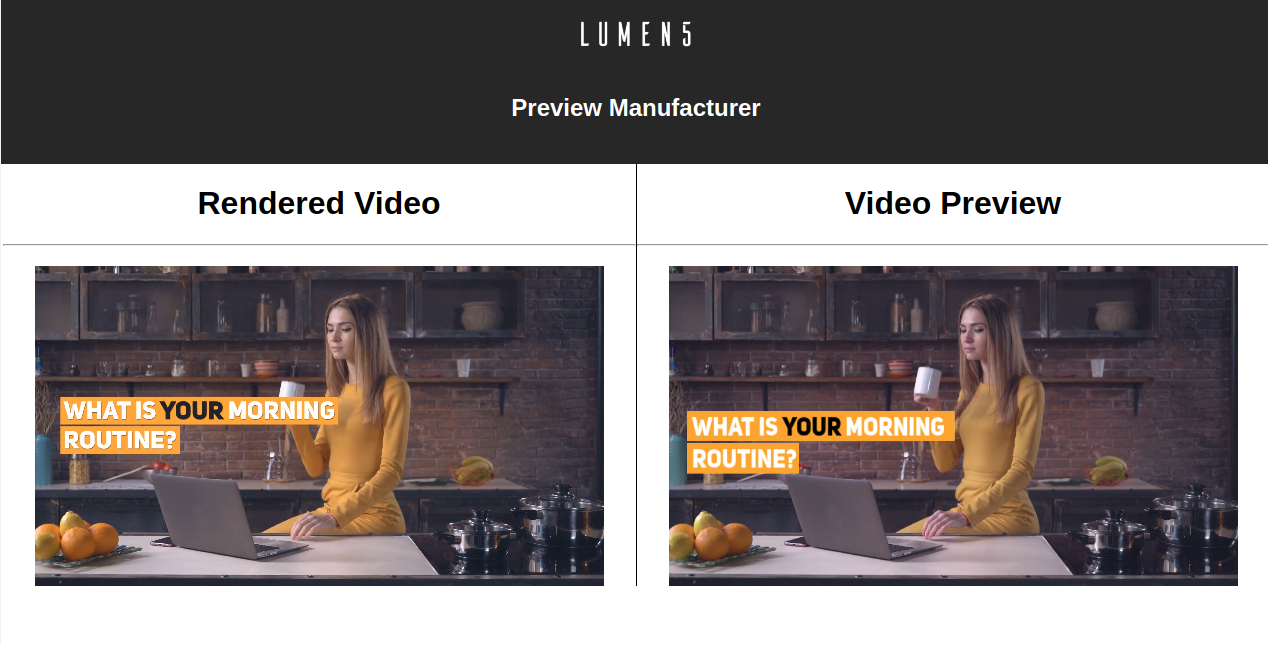 LUMEN5
Preview Manufacturer
Rendered Video
Video Preview
WHAT IS YOUR MORNING
ROUTINE?
WHAT IS YOUR MORNING
ROUTINE?